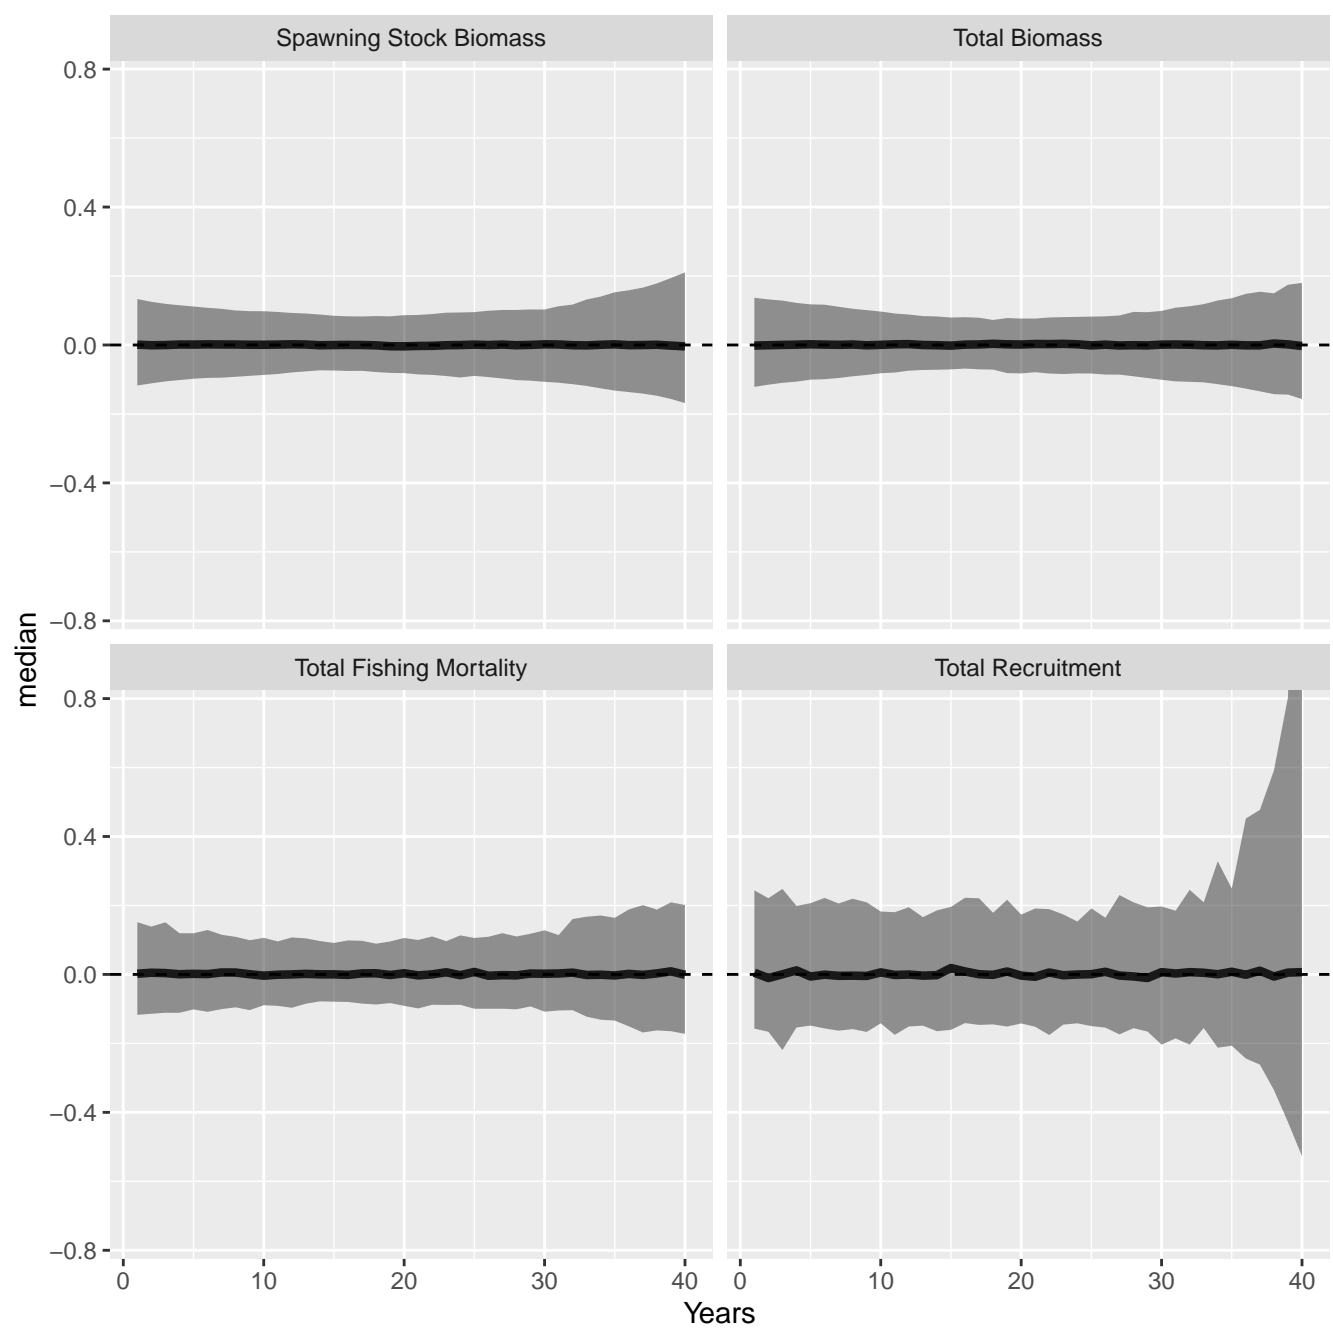 Spawning Stock Biomass
Total Biomass
0.8
0.4
0.0
−0.4
−0.8
median
Total Fishing Mortality
Total Recruitment
0.8
0.4
0.0
−0.4
−0.8
0 10 20 30 40
0 10 20 30 40
Years